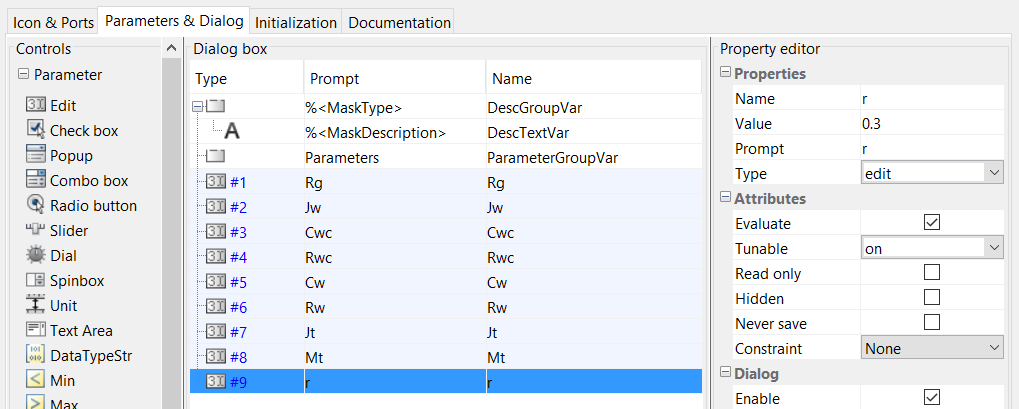 Icon & Ports Parameters & Dialog Initialization Documentation
Controls
Parameter
Edit
Check box
Popup
Combo box
Radio button
Slider
Dial
Spinbox
Unit
Text Area
DataTypeStr
Min
Max
Dialog box
Type Prompt Name
%<MaskType> DescGroupVar
A %<MaskDescription> DescTextVar
Parameters ParameterGroupVar
#1 Rg Rg
#2 Jw Jw
#3 Cwc Cwc
#4 Rwc Rwc
#5 Cw Cw
#6 Rw Rw
#7 Jt Jt
#8 Mt Mt
#9 r r
Property editor
Properties
Name r
Value 0.3
Prompt r
Type edit
Attributes
Evaluate
Tunable on
Read only
Hidden
Never save
Constraint None
Dialog
Enable